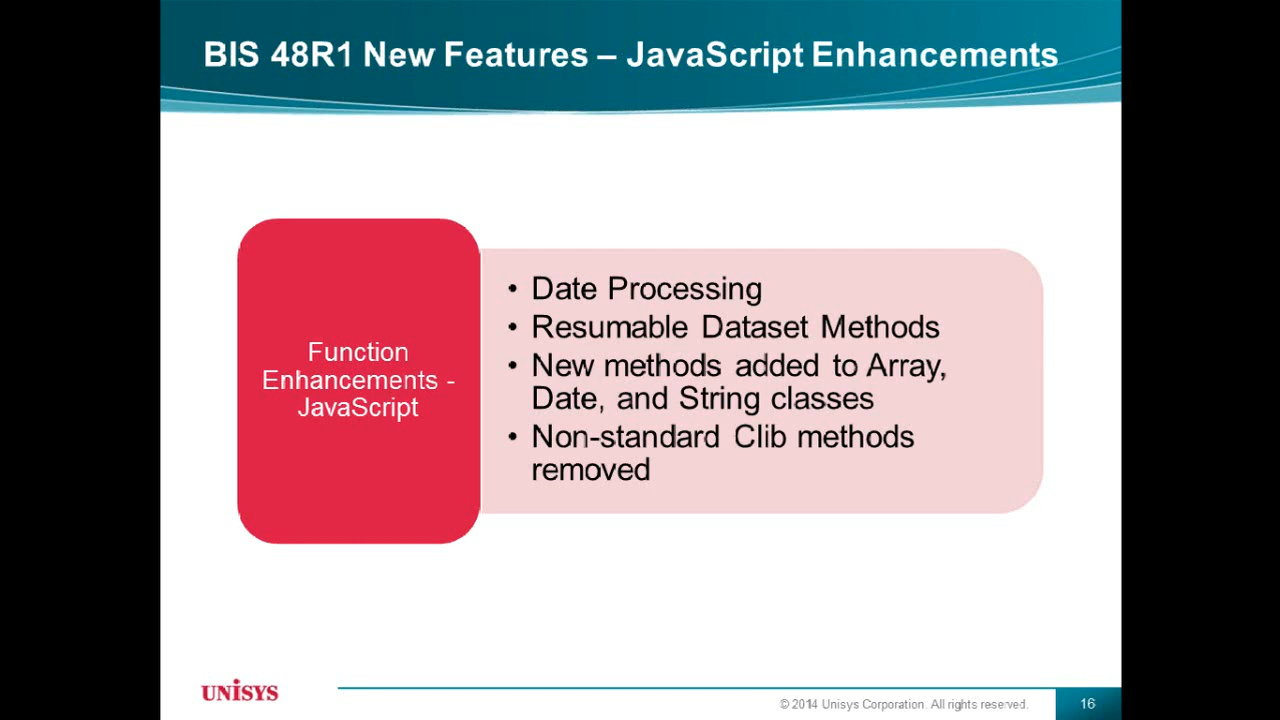 BIS 48R1 New Features – JavaScript Enhancements
Function
Enhancements -
JavaScript
• Date Processing
• Resumable Dataset Methods
• New methods added to Array,
Date, and String classes
• Non-standard Clib methods
removed
UNISYS
© 2014 Unisys Corporation. All rights reserved.
16